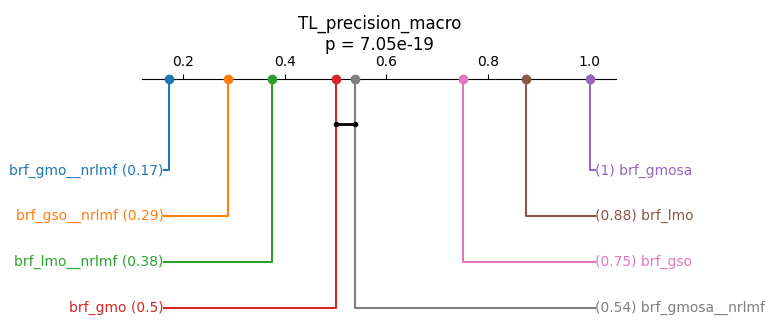 TL_precision_macro
p = 7.05e-19
0.2 0.4 0.6 0.8 1.0
brf_gmo__nrlmf (0.17) (1) brf_gmosa
brf_gso__nrlmf (0.29) (0.88) brf_lmo
brf_lmo__nrlmf (0.38) (0.75) brf_gso
brf_gmo (0.5) (0.54) brf_gmosa__nrlmf